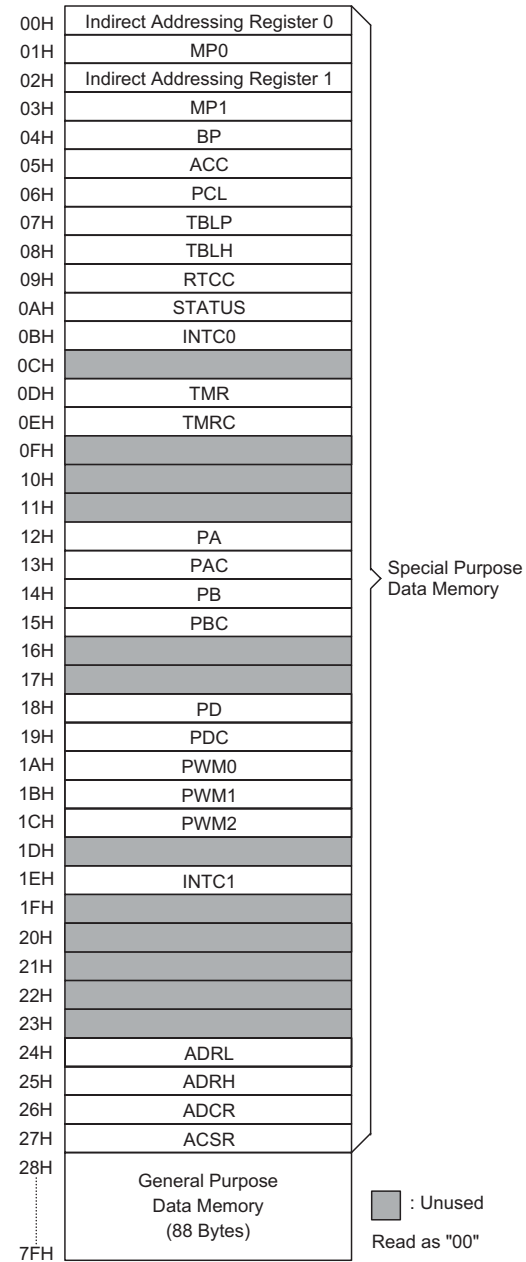 00H Indirect Addressing Register 0
01H MP0
02H Indirect Addressing Register 1
03H MP1
04H BP
05H ACC
06H PCL
07H TBLP
08H TBLH
09H RTCC
0AH STATUS
0BH INTC0
0CH
0DH TMR
0EH TMRC
0FH
10H
11H
12H PA
13H PAC
14H PB
15H PBC
16H
17H
18H PD
19H PDC
1AH PWM0
1BH PWM1
1CH PWM2
1DH
1EH INTC1
1FH
20H
21H
22H
23H
24H ADRL
25H ADRH
26H ADCR
27H ACSR
Special Purpose
Data Memory
28H
General Purpose
Data Memory
(88 Bytes)
7FH
: Unused
Read as "00"